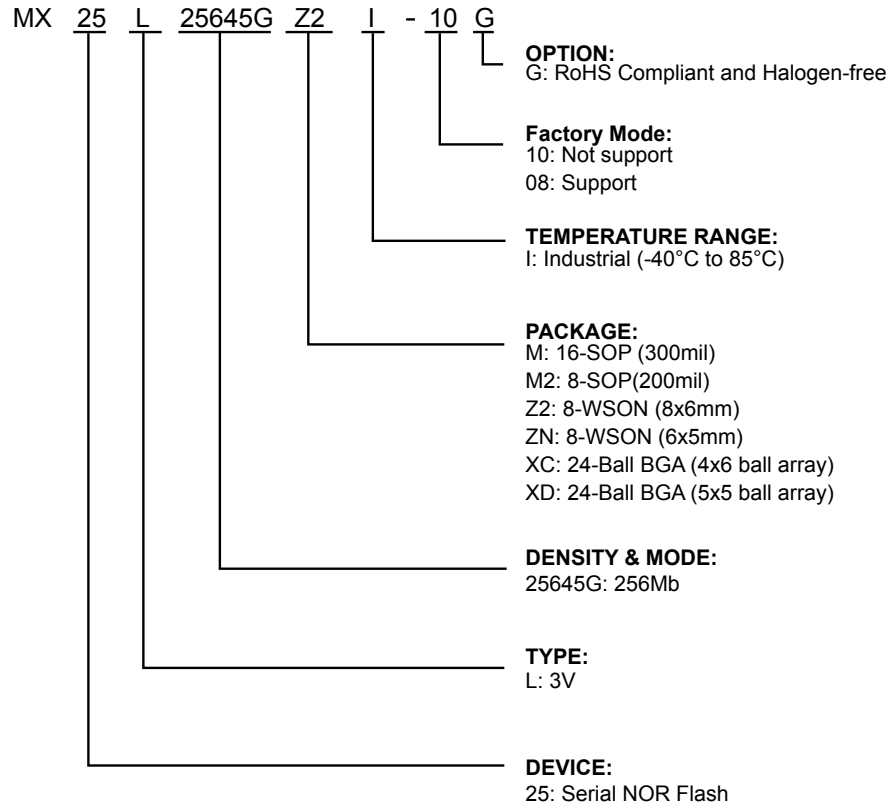 MX 25 L 25645G Z2 I - 10 G
OPTION:
G: RoHS Compliant and Halogen-free
Factory Mode:
10: Not support
08: Support
TEMPERATURE RANGE:
I: Industrial (-40°C to 85°C)
PACKAGE:
M: 16-SOP (300mil)
M2: 8-SOP(200mil)
Z2: 8-WSON (8x6mm)
ZN: 8-WSON (6x5mm)
XC: 24-Ball BGA (4x6 ball array)
XD: 24-Ball BGA (5x5 ball array)
DENSITY & MODE:
25645G: 256Mb
TYPE:
L: 3V
DEVICE:
25: Serial NOR Flash